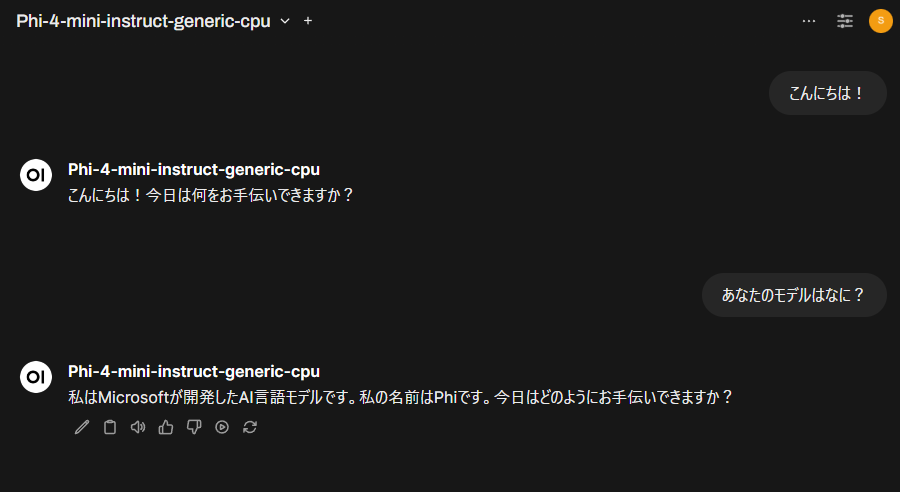 Phi-4-mini-instruct-generic-cpu
S
こんにちは！
OI
Phi-4-mini-instruct-generic-cpu
こんにちは！今日は何をお手伝いできますか？
あなたのモデルはなに？
OI
Phi-4-mini-instruct-generic-cpu
私はMicrosoftが開発したAI言語モデルです。私の名前はPhiです。今日はどのようにお手伝いできますか？